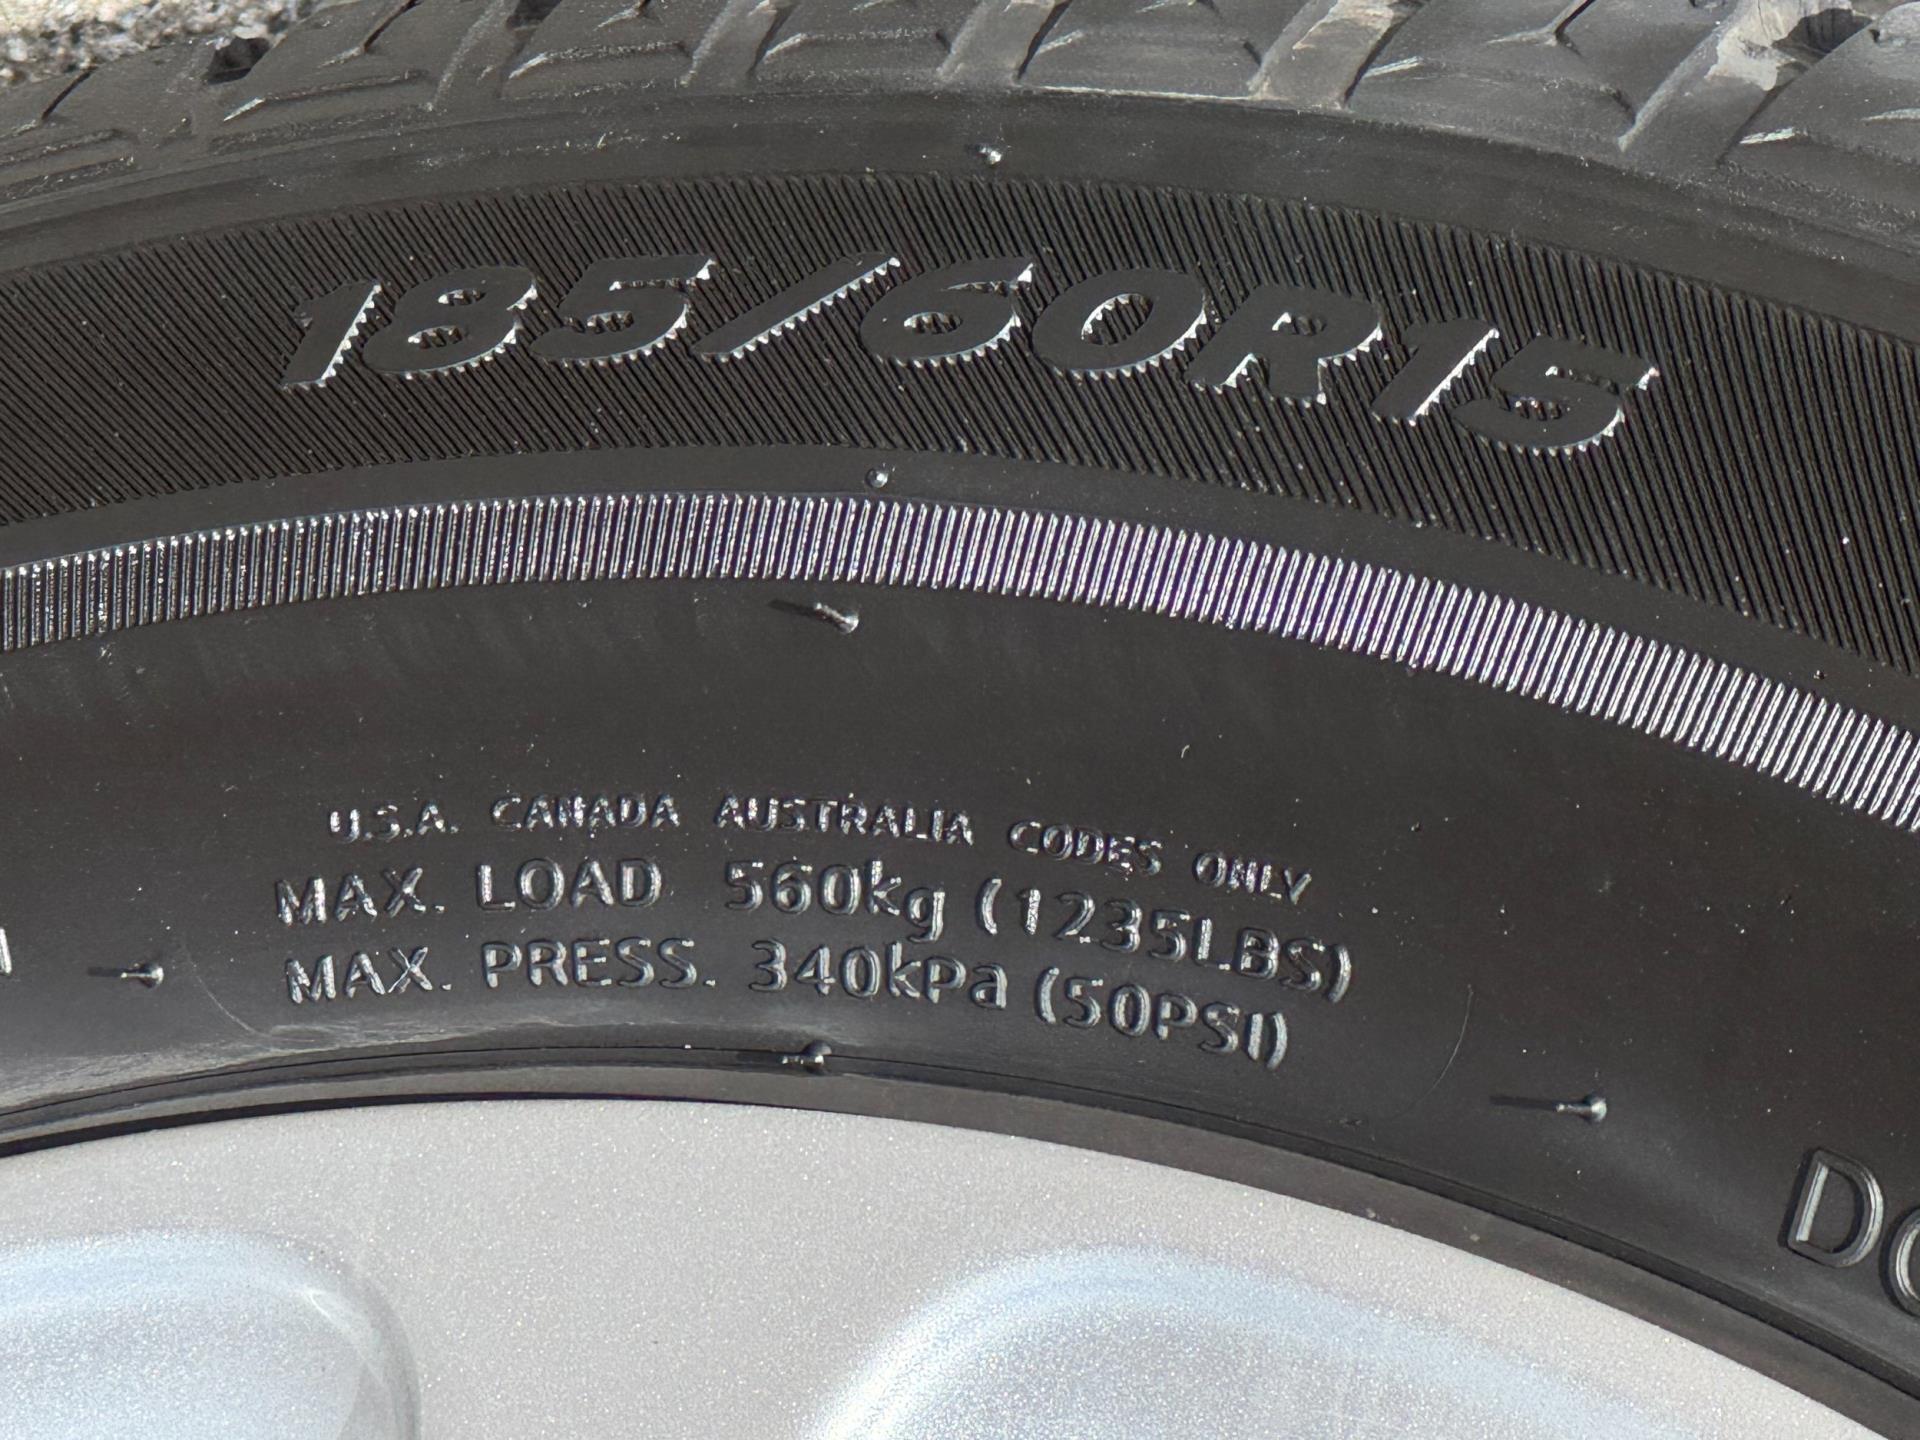 185/60R15
U.S.A. CANADA AUSTRALIA CODES ONLY
MAX. LOAD 560kg (1235LBS)
MAX. PRESS. 340kPa (50PSI)